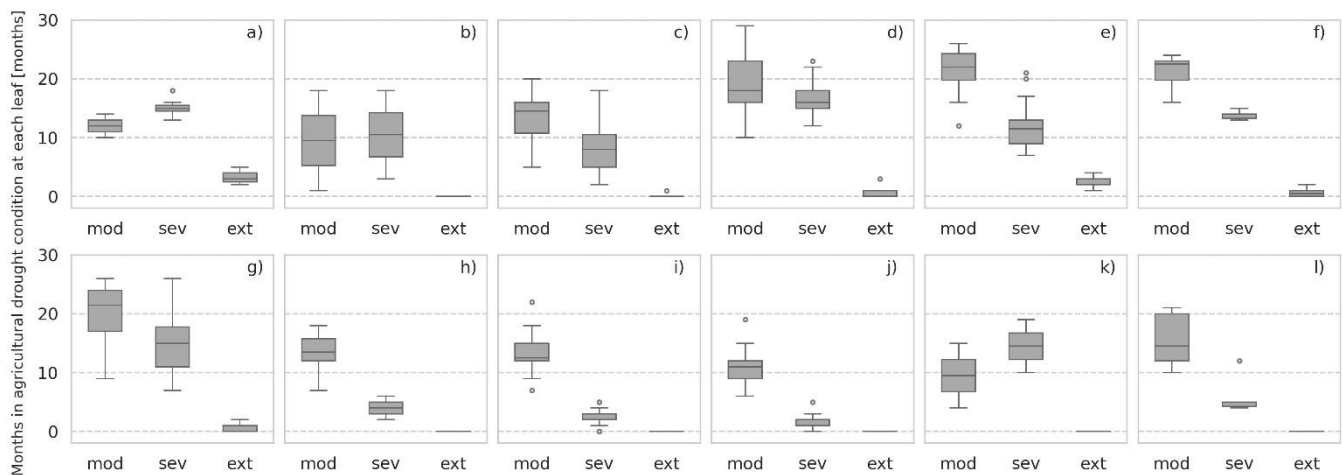 Months in agricultural drought condition at each leaf [months]
30
20
10
0
a)
b)
c)
d)
e)
f)
mod sev ext
mod sev ext
mod sev ext
mod sev ext
mod sev ext
mod sev ext
30
20
10
0
g)
h)
i)
j)
k)
l)
mod sev ext
mod sev ext
mod sev ext
mod sev ext
mod sev ext
mod sev ext